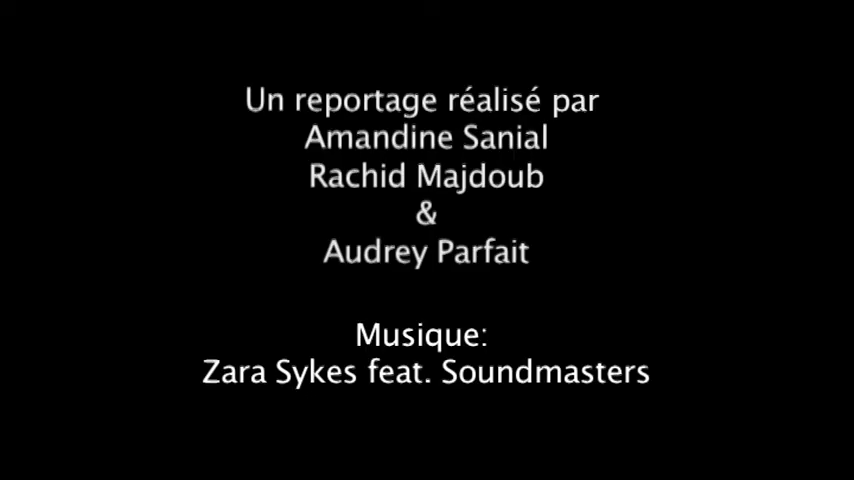 Un reportage réalisé par
Amandine Sanial
Rachid Majdoub
&
Audrey Parfait
Musique:
Zara Sykes feat. Soundmasters